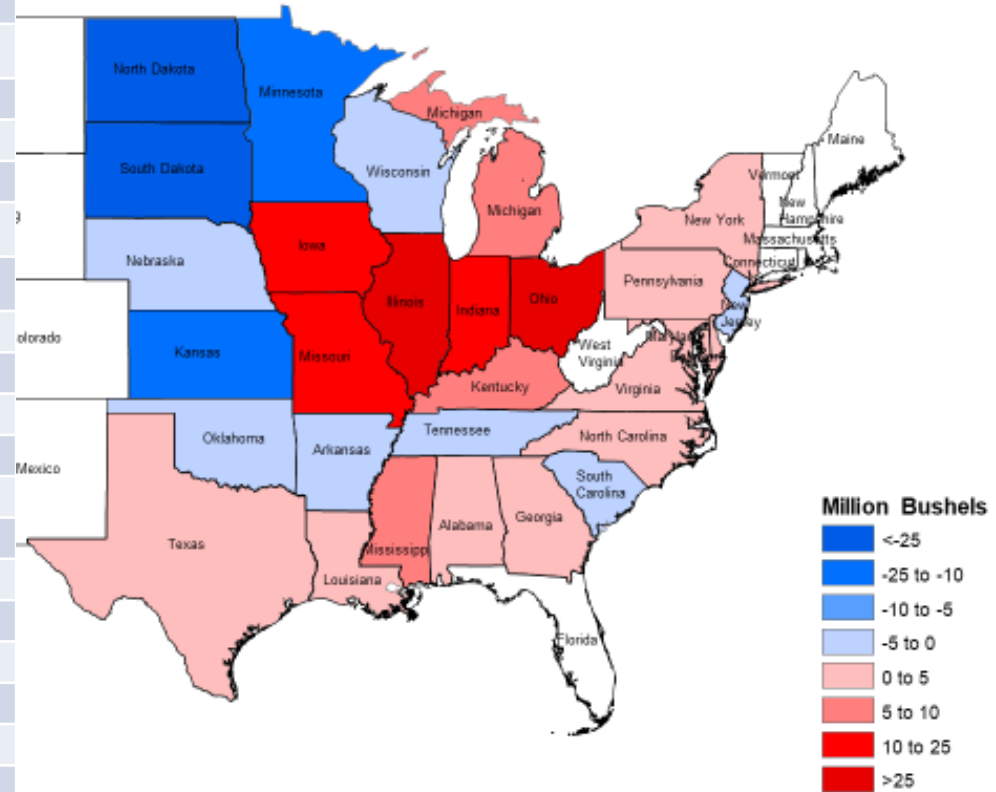 North Dakota
Minnesota
Michigan
Maine
South Dakota
Wisconsin
Vermont
Michigan
New
Hampshire
New York
Iowa
Massachusetts
Nebraska
Connecticut
Pennsylvania
Illinois
Indiana
Ohio
New
Jersey
olorado
Kansas
Missouri
West
Virginia
Kentucky
Virginia
Oklahoma
Arkansas
Tennessee
North Carolina
Mexico
South
Carolina
Texas
Louisiana
Mississipp
Alabama
Georgia
Florida
Million Bushels
<-25
-25 to -10
-10 to -5
-5 to 0
0 to 5
5 to 10
10 to 25
>25